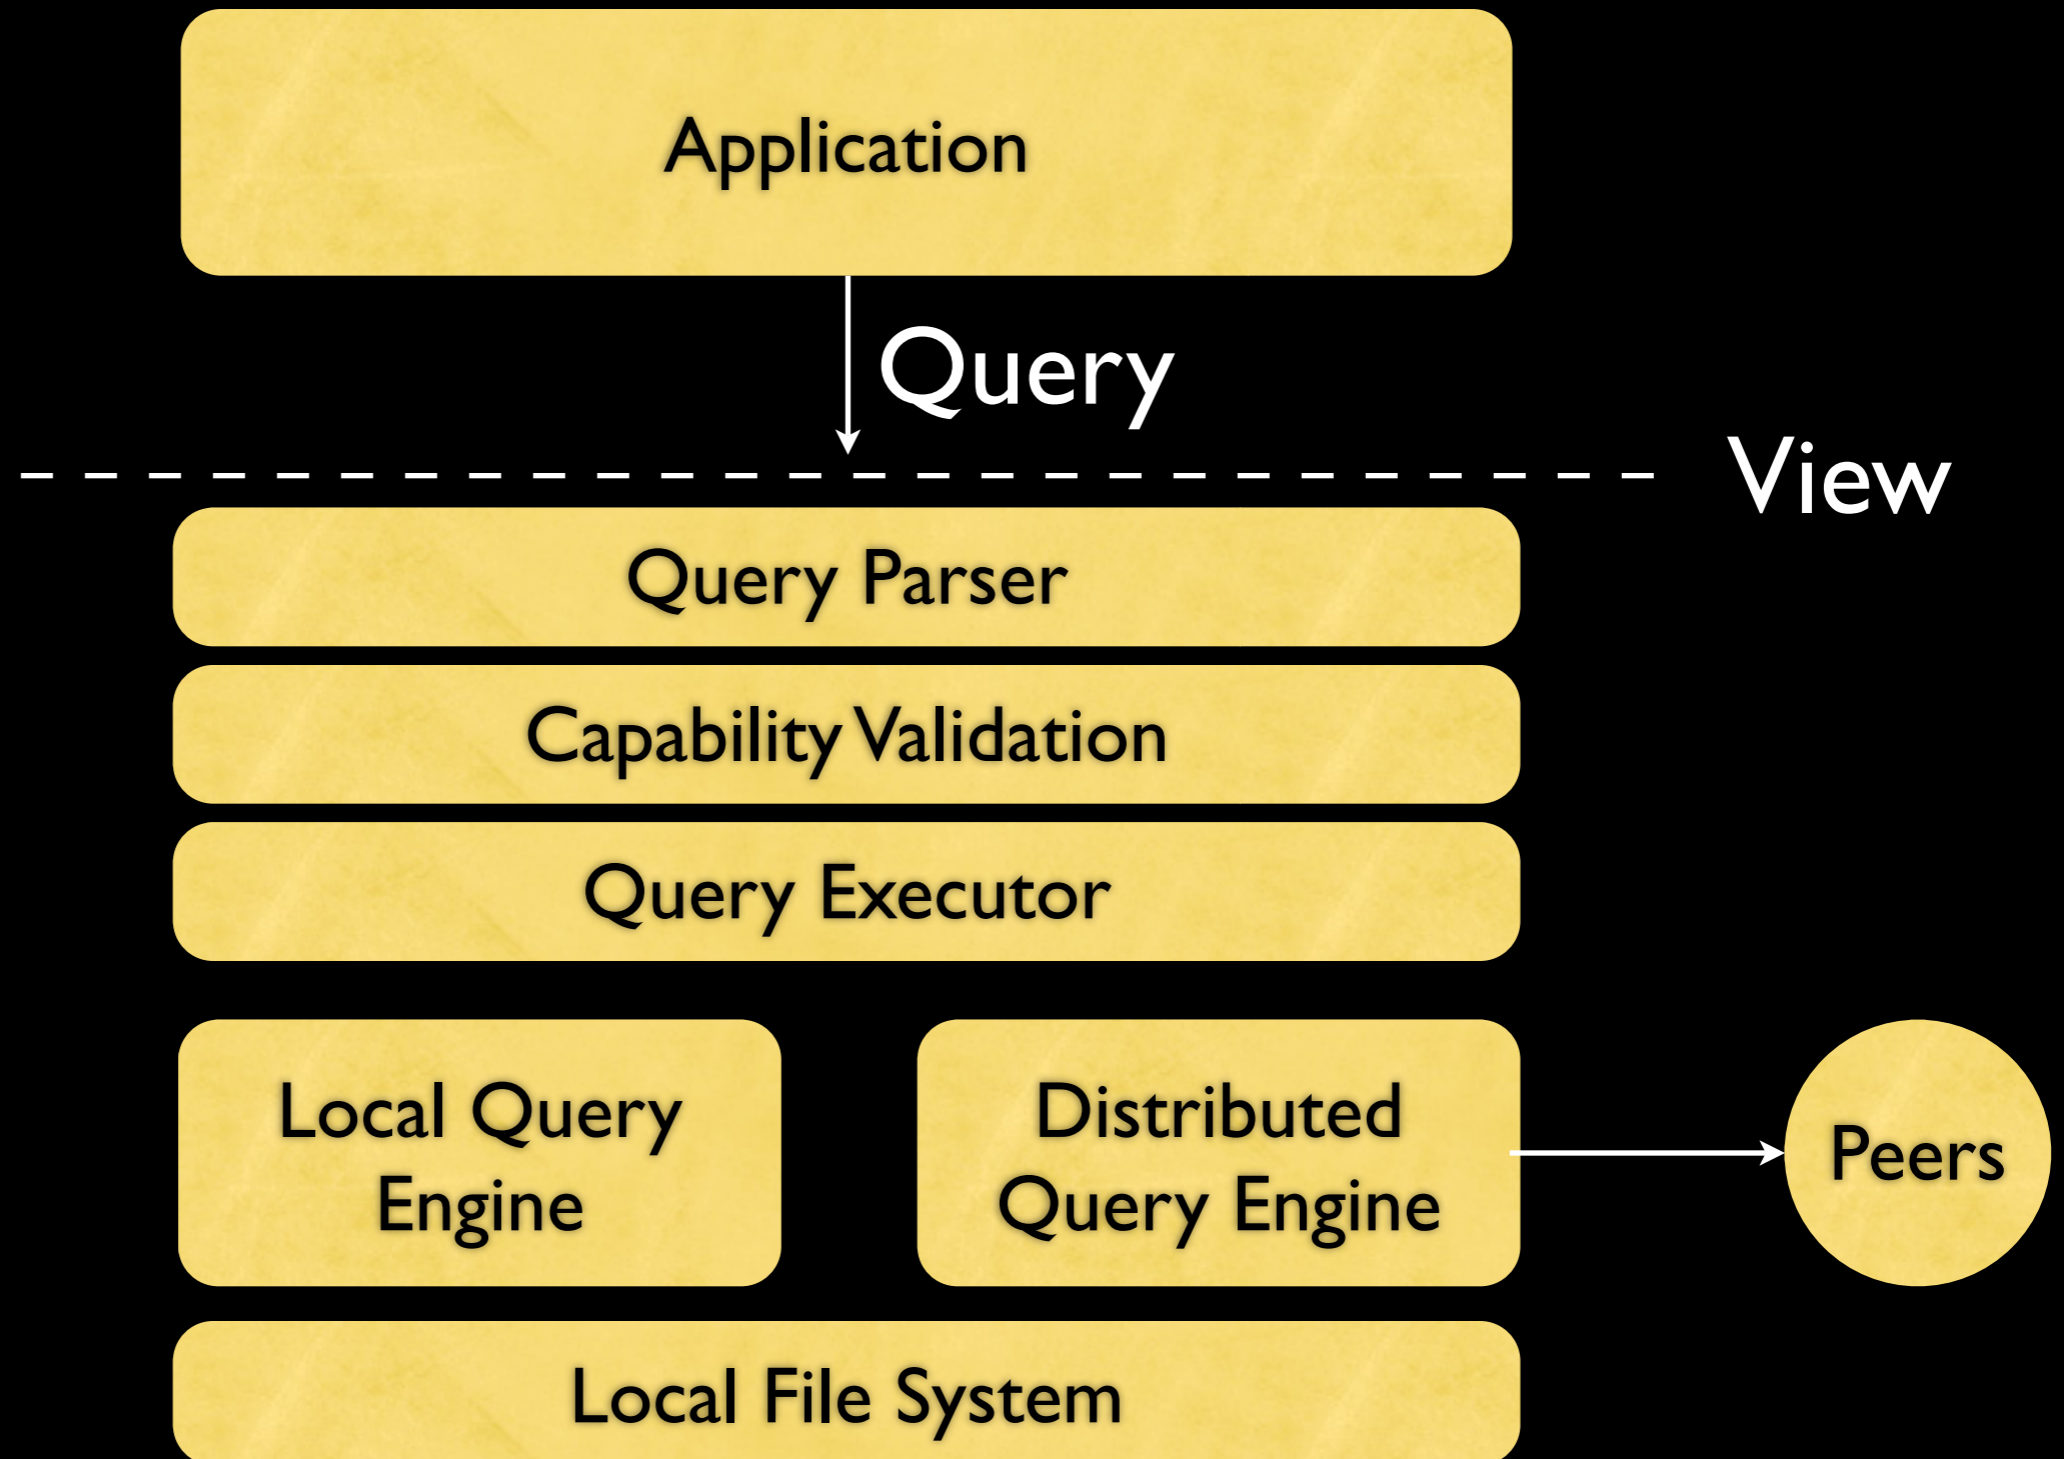 Application
Query
View
Query Parser
Capability Validation
Query Executor
Local Query
Engine
Distributed
Query Engine
Peers
Local File System